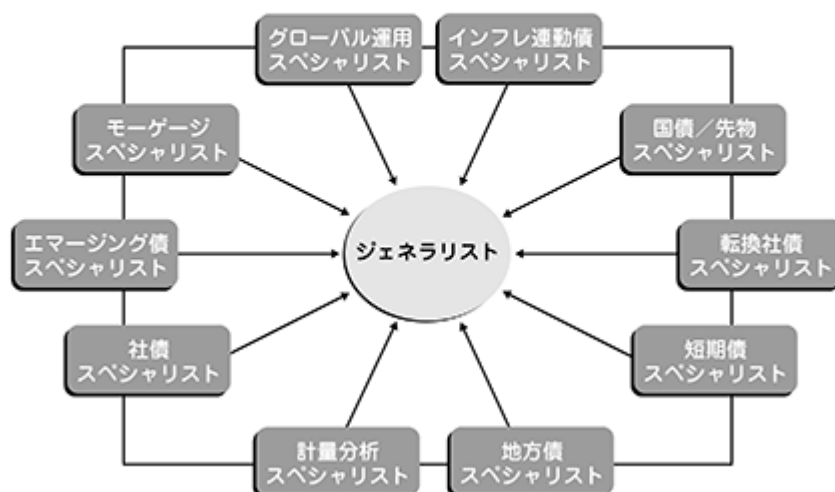 グローバル運用
スペシャリスト
インフレ連動債
スペシャリスト
モーゲージ
スペシャリスト
国債／先物
スペシャリスト
エマージング債
スペシャリスト
ジェネラリスト
転換社債
スペシャリスト
社債
スペシャリスト
短期債
スペシャリスト
計量分析
スペシャリスト
地方債
スペシャリスト